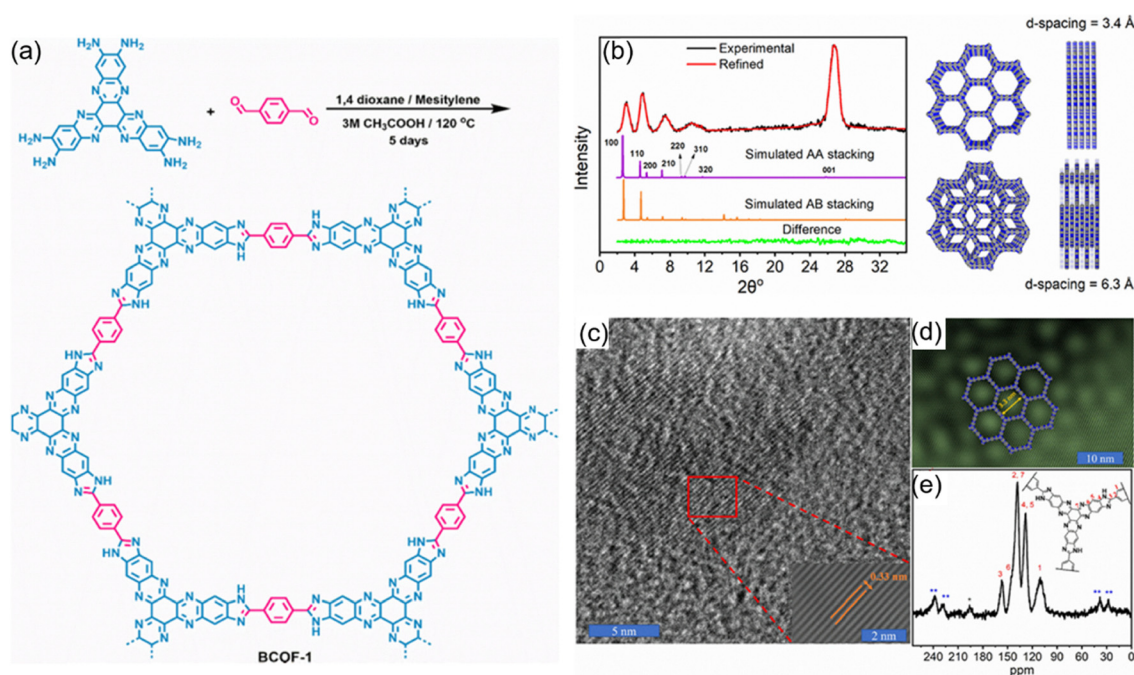 (a)
NH₂ NH₂
H₂N NH₂
H₂N NH₂
+
O
O
1,4 dioxane / Mesitylene
3M CH₃COOH / 120 °C
5 days
BCQF-1
(b)
Experimental
Refined
Intensity
100
110
200
210
220
310
320
001
Simulated AA stacking
Simulated AB stacking
Difference
0 4 8 12 16 20 24 28 32
2θ°
d-spacing = 3.4 Å
d-spacing = 6.3 Å
(c)
5 nm
0.33 nm
2 nm
(d)
10 nm
(e)
2, 7
4, 5
3
6
1
** ** * ** **
240 210 180 150 120 90 60 30 0
ppm